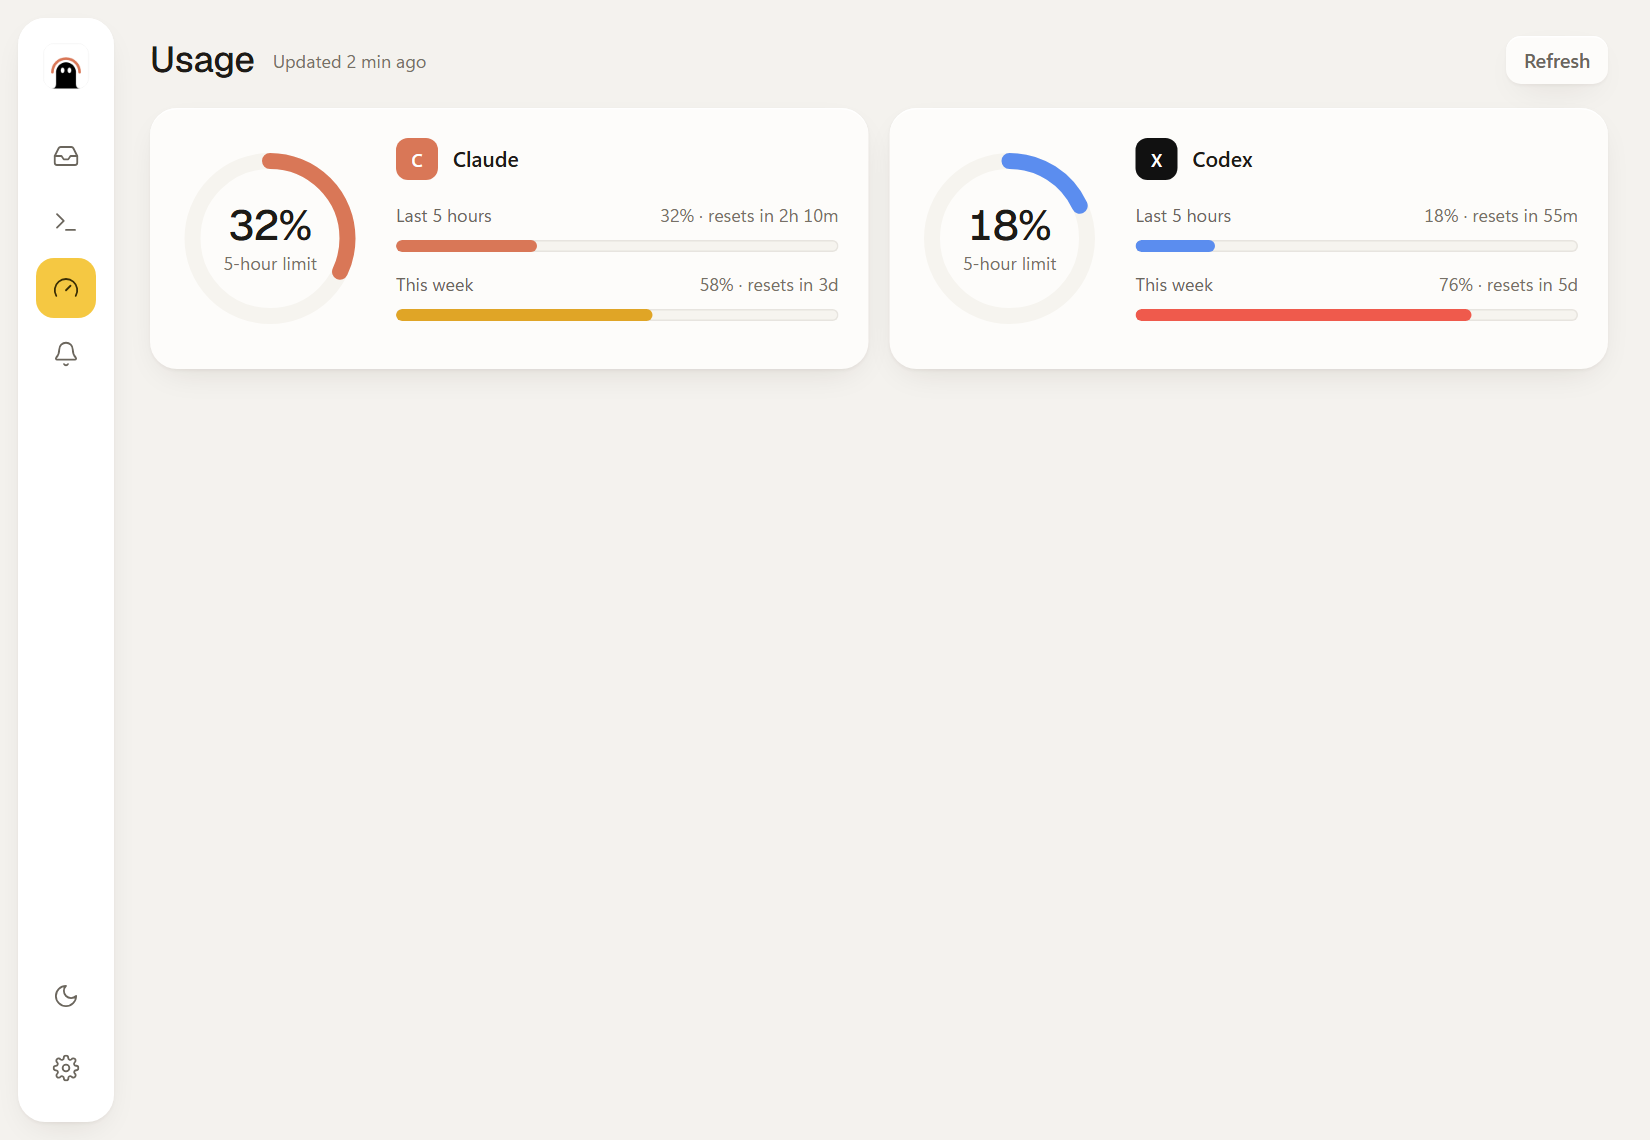 Usage
Updated 2 min ago
Refresh
32%
5-hour limit
C
Claude
Last 5 hours
32% · resets in 2h 10m
This week
58% · resets in 3d
18%
5-hour limit
X
Codex
Last 5 hours
18% · resets in 55m
This week
76% · resets in 5d